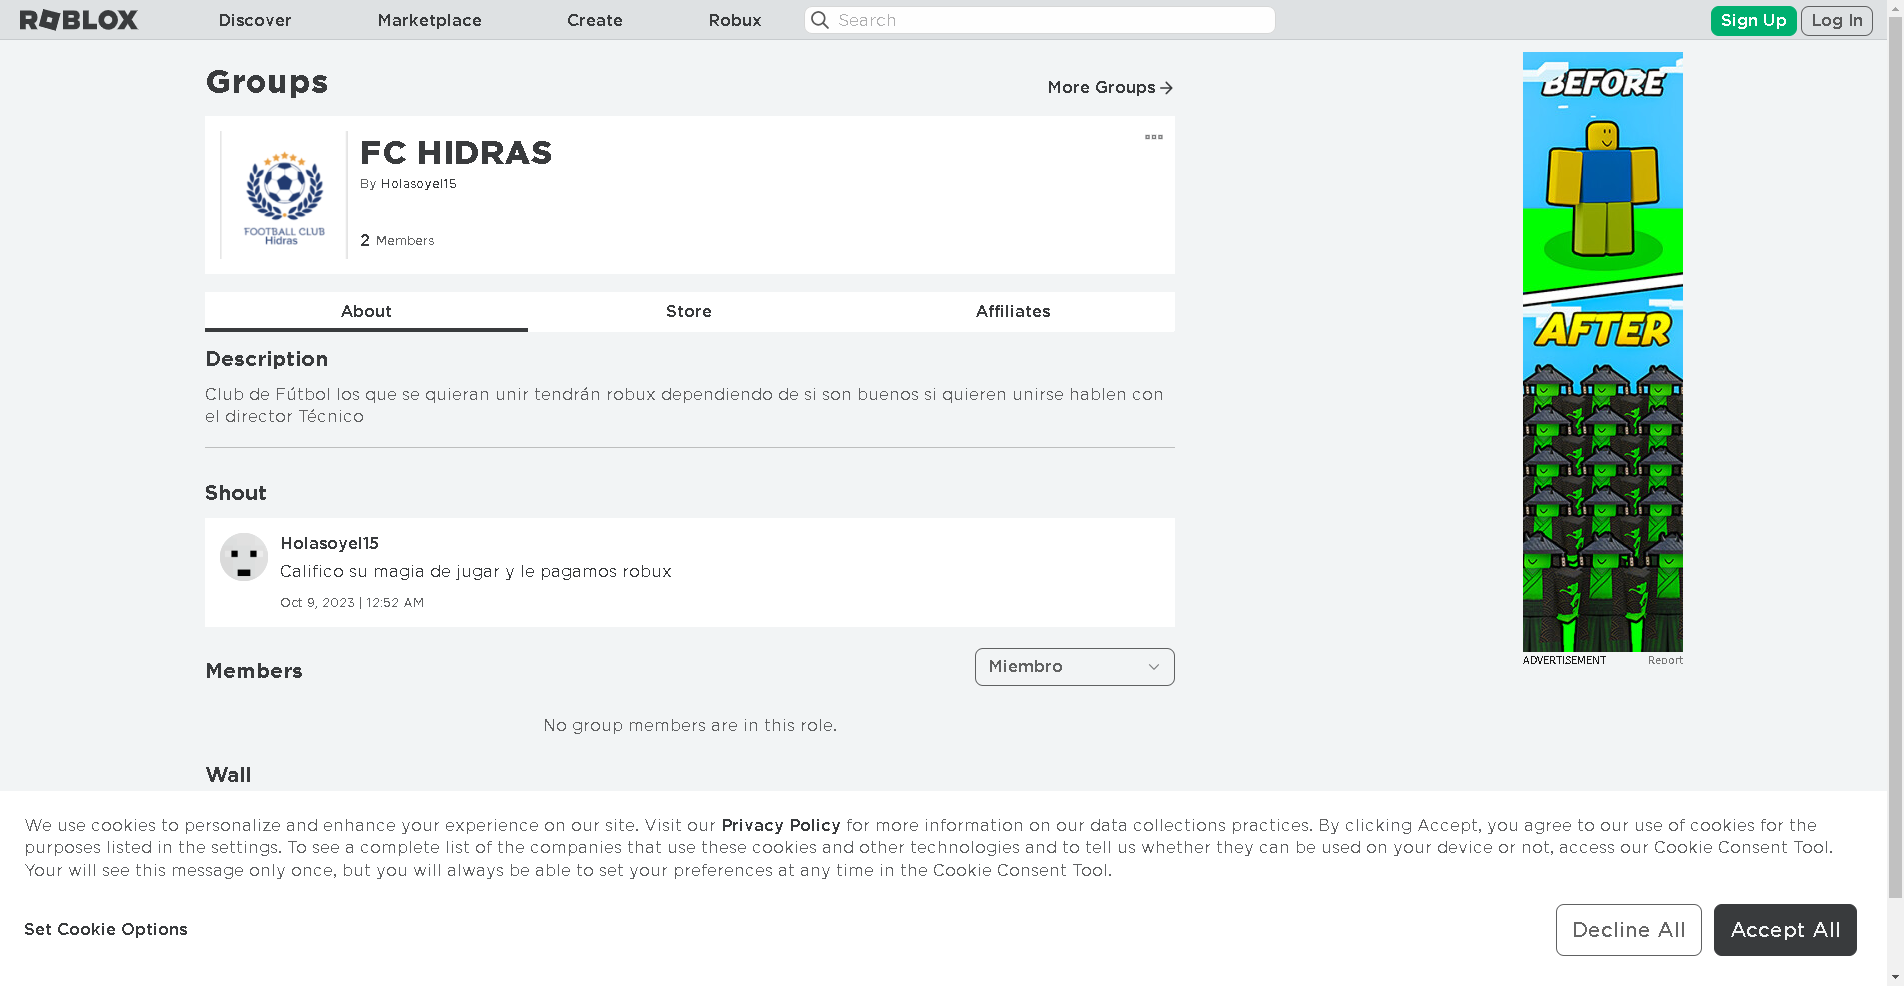 ROBLOX
Discover
Marketplace
Create
Robux
Search
Sign Up
Log In
Groups
More Groups
FOOTBALL CLUB
Hidras
FC HIDRAS
By Holasoyel15
2 Members
About
Store
Affiliates
Description
Club de Fútbol los que se quieran unir tendrán robux dependiendo de si son buenos si quieren unirse hablen con
el director Técnico
Shout
Holasoyel15
Califico su magia de jugar y le pagamos robux
Oct 9, 2023 | 12:52 AM
Members
Miembro
No group members are in this role.
Wall
BEFORE
AFTER
ADVERTISEMENT
Report
We use cookies to personalize and enhance your experience on our site. Visit our Privacy Policy for more information on our data collections practices. By clicking Accept, you agree to our use of cookies for the
purposes listed in the settings. To see a complete list of the companies that use these cookies and other technologies and to tell us whether they can be used on your device or not, access our Cookie Consent Tool.
Your will see this message only once, but you will always be able to set your preferences at any time in the Cookie Consent Tool.
Set Cookie Options
Decline All
Accept All